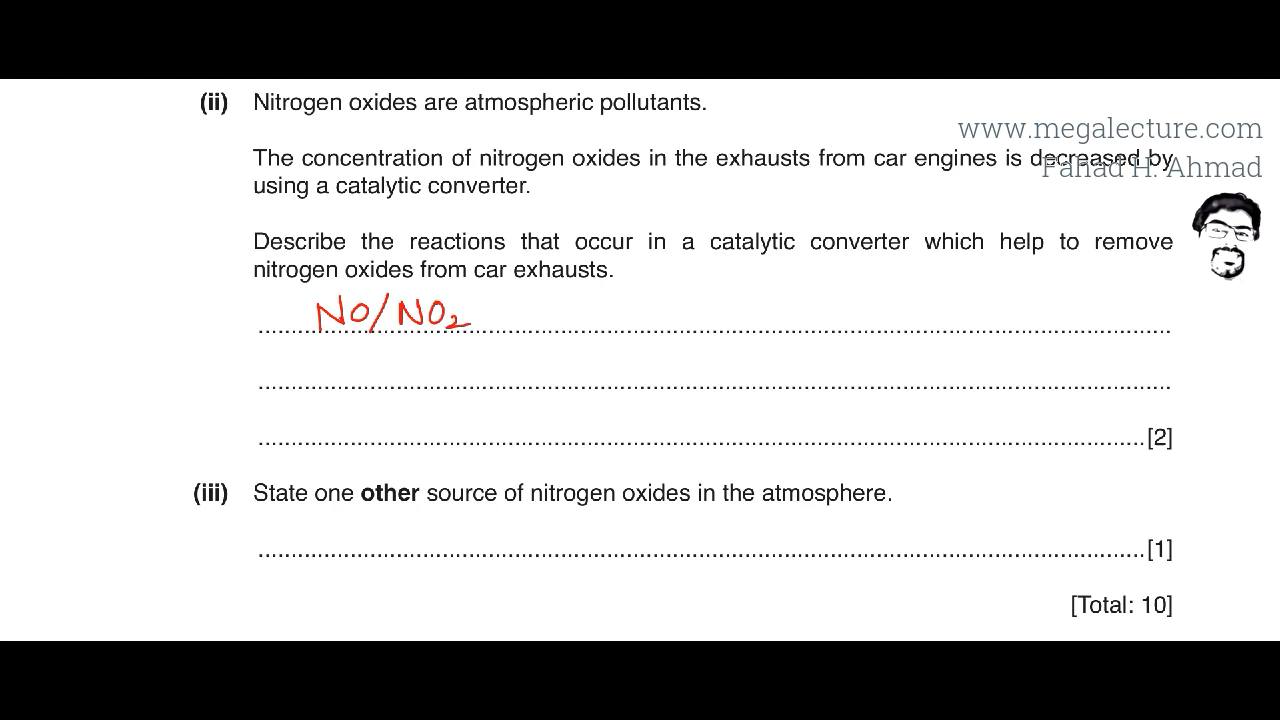 (ii) Nitrogen oxides are atmospheric pollutants.
www.megalecture.com
The concentration of nitrogen oxides in the exhausts from car engines is decreased by
Fahad H. Ahmad
using a catalytic converter.
Describe the reactions that occur in a catalytic converter which help to remove
nitrogen oxides from car exhausts.
NO/NO₂
[2]
(iii) State one other source of nitrogen oxides in the atmosphere.
[1]
[Total: 10]